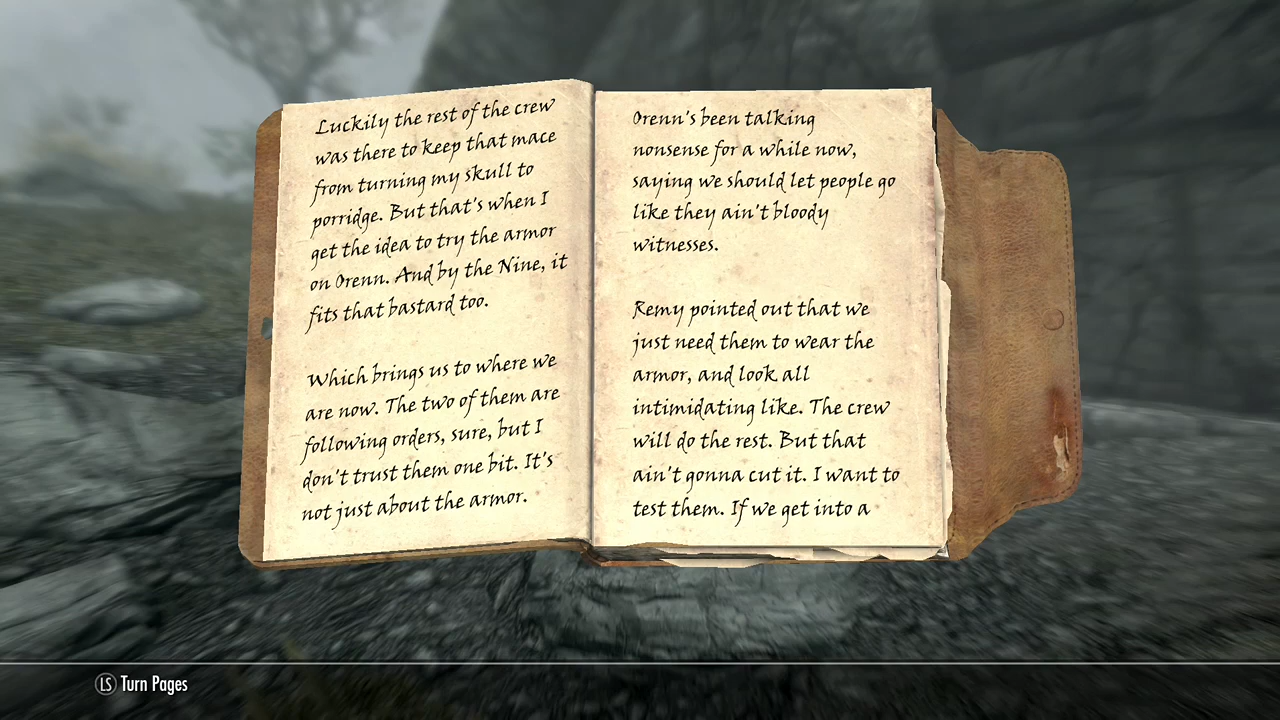 Luckily the rest of the crew
was there to keep that mace
from turning my skull to
porridge. But that's when I
get the idea to try the armor
on Orenn. And by the Nine, it
fits that bastard too.
Which brings us to where we
are now. The two of them are
following orders, sure, but I
don't trust them one bit. It's
not just about the armor.
Orenn's been talking
nonsense for a while now,
saying we should let people go
like they ain't bloody
witnesses.
Remy pointed out that we
just need them to wear the
armor, and look all
intimidating like. The crew
will do the rest. But that
ain't gonna cut it. I want to
test them. If we get into a
LS Turn Pages